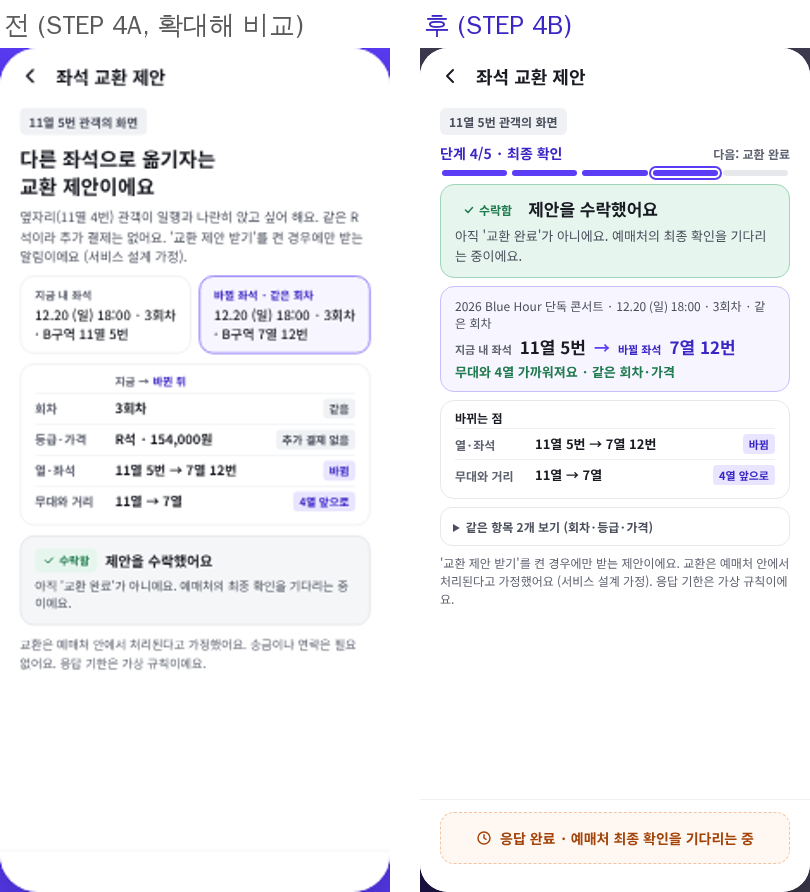 전 (STEP 4A, 확대해 비교)
좌석 교환 제안
11열 5번 관객의 화면
다른 좌석으로 옮기자는
교환 제안이에요
옆자리(11열 4번) 관객이 일행과 나란히 앉고 싶어 해요. 같은 R
석이라 추가 결제는 없어요. '교환 제안 받기'를 켠 경우에만 받는
알림이에요 (서비스 설계 가정).
지금 내 좌석
12.20 (일) 18:00 · 3회차
· B구역 11열 5번
바뀔 좌석 · 같은 회차
12.20 (일) 18:00 · 3회차
· B구역 7열 12번
지금 → 바뀐 뒤
회차 3회차 같음
등급·가격 R석 · 154,000원 추가 결제 없음
열·좌석 11열 5번 → 7열 12번 바뀜
무대와 거리 11열 → 7열 4열 앞으로
✓ 수락함 제안을 수락했어요
아직 '교환 완료'가 아니에요. 예매처의 최종 확인을 기다리는 중
이에요.
교환은 예매처 안에서 처리된다고 가정했어요. 송금이나 연락은 필요
없어요. 응답 기한은 가상 규칙이에요.
후 (STEP 4B)
좌석 교환 제안
11열 5번 관객의 화면
단계 4/5 · 최종 확인 다음: 교환 완료
✓ 수락함 제안을 수락했어요
아직 '교환 완료'가 아니에요. 예매처의 최종 확인을 기다리
는 중이에요.
2026 Blue Hour 단독 콘서트 · 12.20 (일) 18:00 · 3회차 · 같
은 회차
지금 내 좌석 11열 5번 → 바뀔 좌석 7열 12번
무대와 4열 가까워져요 · 같은 회차·가격
바뀌는 점
열·좌석 11열 5번 → 7열 12번 바뀜
무대와 거리 11열 → 7열 4열 앞으로
▶ 같은 항목 2개 보기 (회차·등급·가격)
'교환 제안 받기'를 켠 경우에만 받는 제안이에요. 교환은 예매처 안에서
처리된다고 가정했어요 (서비스 설계 가정). 응답 기한은 가상 규칙이에
요.
응답 완료 · 예매처 최종 확인을 기다리는 중